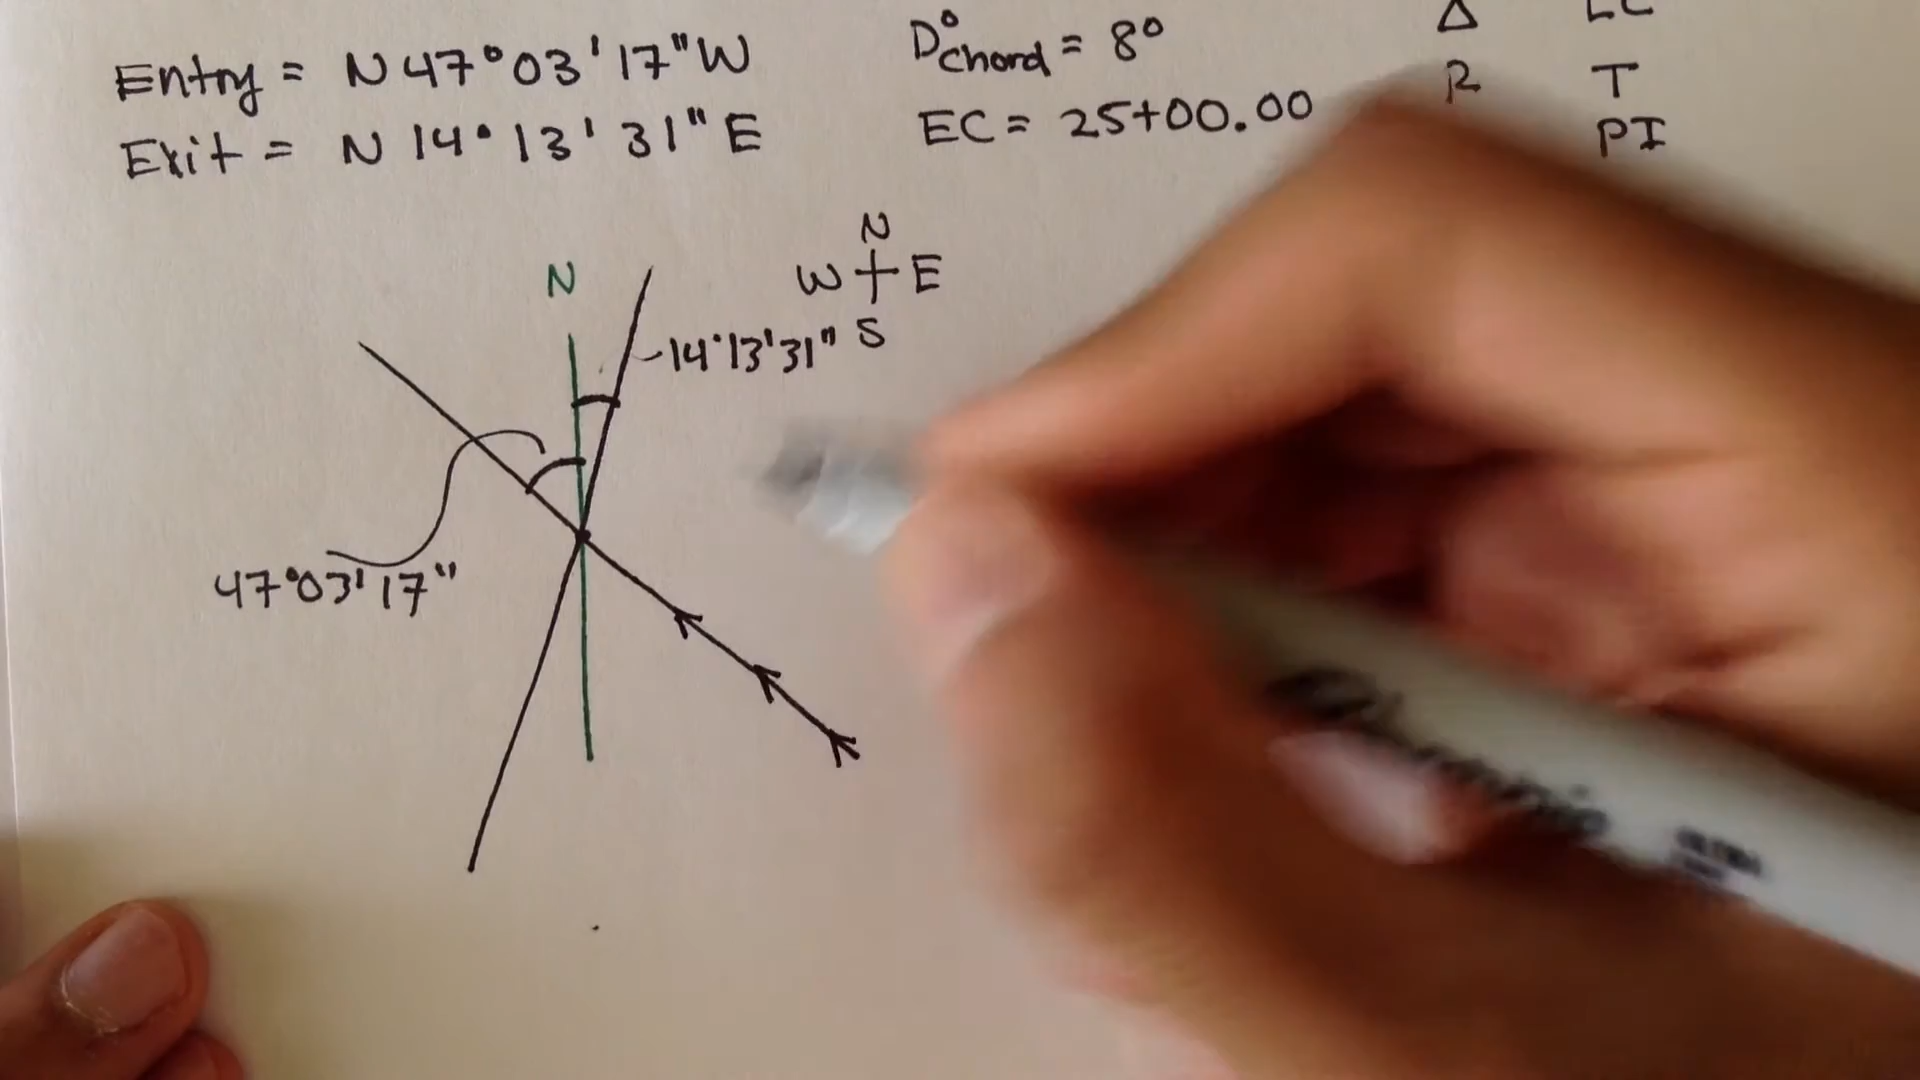 Entry = N 47°03'17" W
Exit = N 14°13'31" E
D°chord = 8°
EC = 25+00.00
Δ LC
R T
PI
N
W E
S
N
14°13'31"
47°03'17"